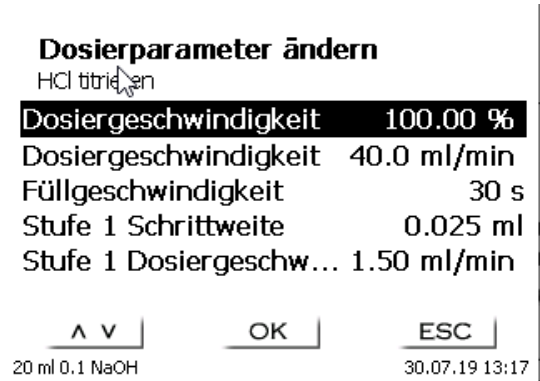 Dosierparameter ändern
HCl titrieren
Dosiergeschwindigkeit 100.00 %
Dosiergeschwindigkeit 40.0 ml/min
Füllgeschwindigkeit 30 s
Stufe 1 Schrittweite 0.025 ml
Stufe 1 Dosiergeschw... 1.50 ml/min
∧ ∨ OK ESC
20 ml 0.1 NaOH 30.07.19 13:17